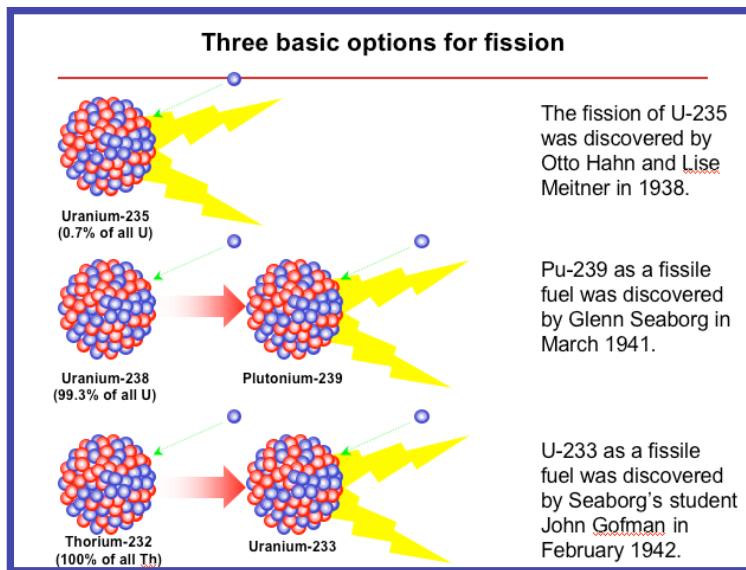 Three basic options for fission
The fission of U-235
was discovered by
Otto Hahn and Lise
Meitner in 1938.
Uranium-235
(0.7% of all U)
Pu-239 as a fissile
fuel was discovered
by Glenn Seaborg in
March 1941.
Uranium-238
(99.3% of all U)
Plutonium-239
U-233 as a fissile
fuel was discovered
by Seaborg's student
John Gofman in
February 1942.
Thorium-232
(100% of all Th)
Uranium-233